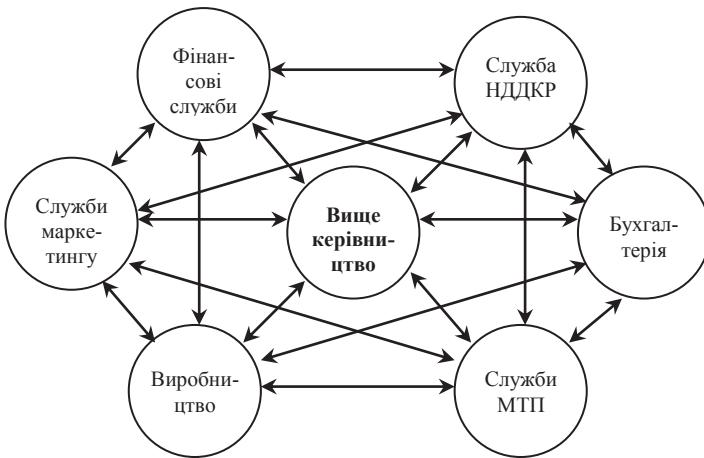 Фінан-
сові
служби
Служба
НДДКР
Служби
марке-
тингу
Вище
керівни-
цтво
Бухгал-
терія
Виробни-
цтво
Служби
МТП